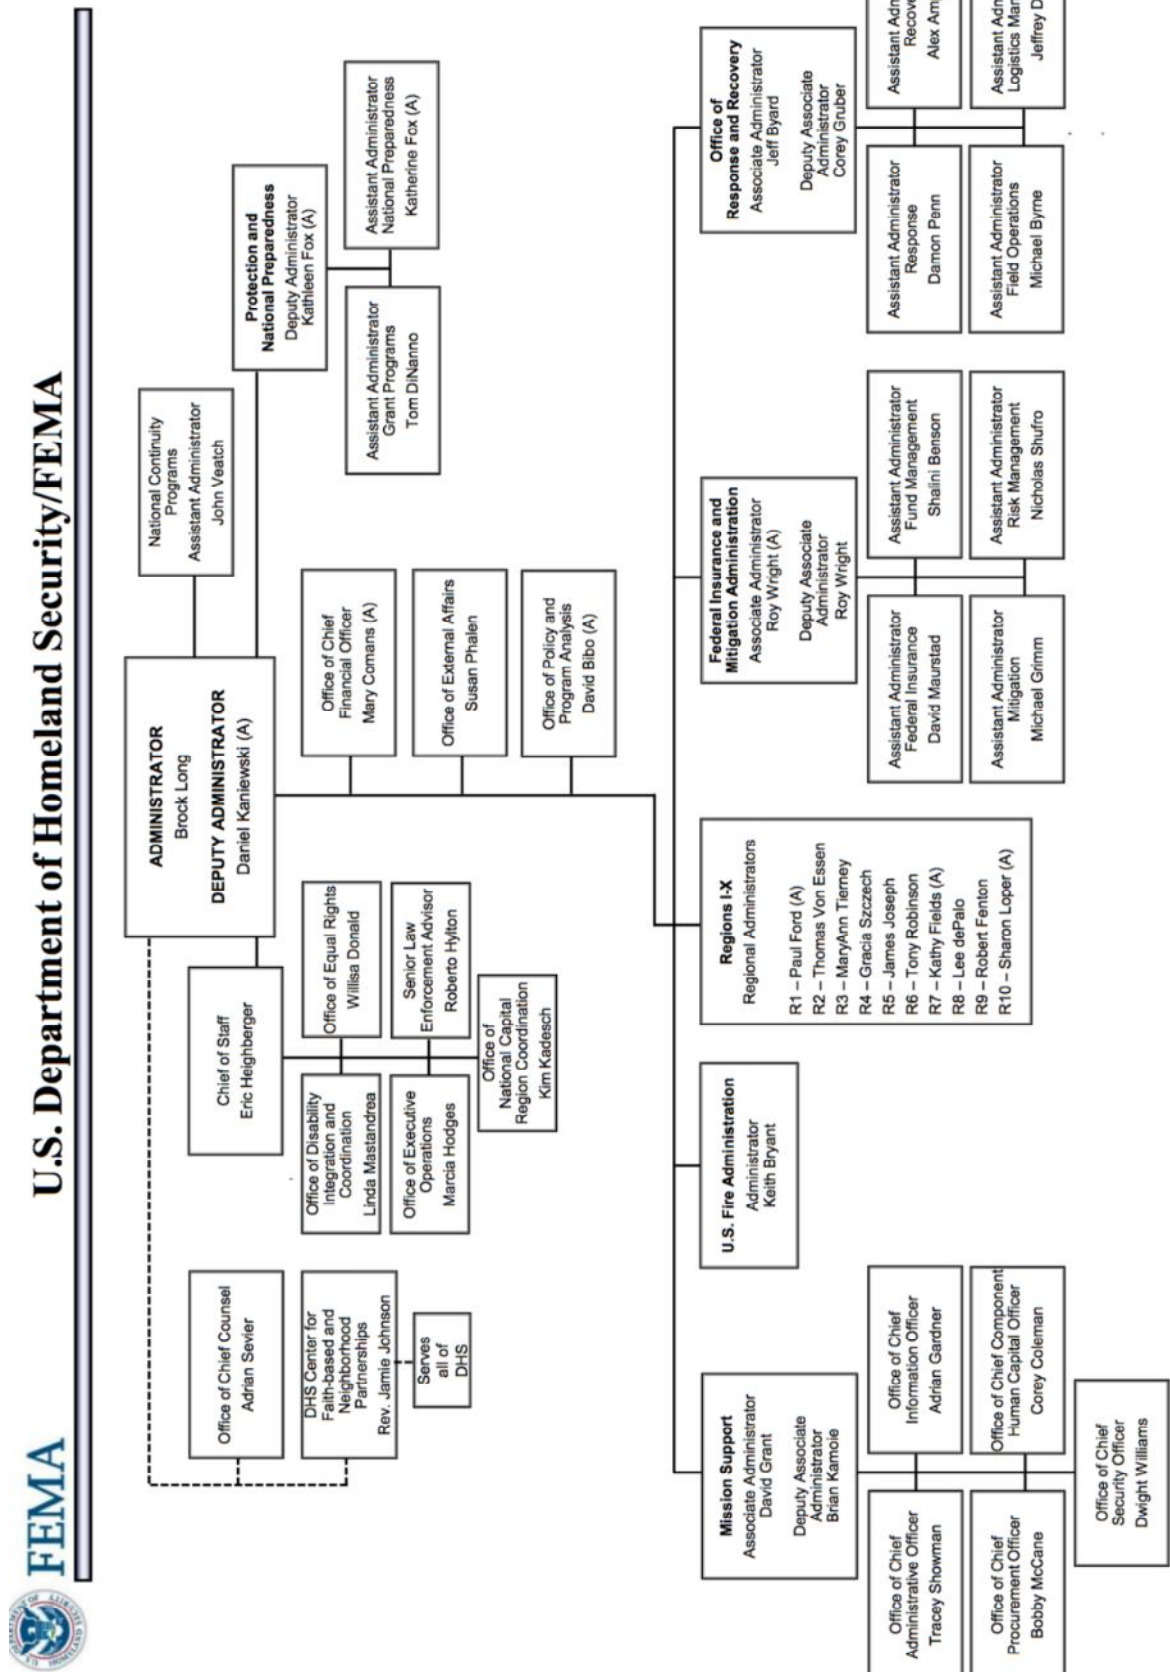 FEMA
U.S. Department of Homeland Security/FEMA
ADMINISTRATOR
Brock Long
DEPUTY ADMINISTRATOR
Daniel Kaniewski (A)
National Continuity
Programs
Assistant Administrator
John Veatch
Protection and
National Preparedness
Deputy Administrator
Kathleen Fox (A)
Assistant Administrator
Grant Programs
Tom DiNanno
Assistant Administrator
National Preparedness
Katherine Fox (A)
Office of Chief Counsel
Adrian Sevier
DHS Center for
Faith-based and
Neighborhood
Partnerships
Rev. Jamie Johnson
Serves
all of
DHS
Chief of Staff
Eric Heighberger
Office of Disability
Integration and
Coordination
Linda Mastandrea
Office of Equal Rights
Willisa Donald
Office of Executive
Operations
Marcia Hodges
Senior Law
Enforcement Advisor
Roberto Hylton
Office of
National Capital
Region Coordination
Kim Kadesch
Office of Chief
Financial Officer
Mary Comans (A)
Office of External Affairs
Susan Phalen
Office of Policy and
Program Analysis
David Bibo (A)
Mission Support
Associate Administrator
David Grant
Deputy Associate
Administrator
Brian Kamoie
Office of Chief
Administrative Officer
Tracey Showman
Office of Chief
Information Officer
Adrian Gardner
Office of Chief
Procurement Officer
Bobby McCane
Office of Chief Component
Human Capital Officer
Corey Coleman
Office of Chief
Security Officer
Dwight Williams
U.S. Fire Administration
Administrator
Keith Bryant
Regions I-X
Regional Administrators
R1 – Paul Ford (A)
R2 – Thomas Von Essen
R3 – MaryAnn Tierney
R4 – Gracia Szczech
R5 – James Joseph
R6 – Tony Robinson
R7 – Kathy Fields (A)
R8 – Lee dePalo
R9 – Robert Fenton
R10 – Sharon Loper (A)
Federal Insurance and
Mitigation Administration
Associate Administrator
Roy Wright (A)
Deputy Associate
Administrator
Roy Wright
Assistant Administrator
Federal Insurance
David Maurstad
Assistant Administrator
Fund Management
Shalini Benson
Assistant Administrator
Mitigation
Michael Grimm
Assistant Administrator
Risk Management
Nicholas Shufro
Office of
Response and Recovery
Associate Administrator
Jeff Byard
Deputy Associate
Administrator
Corey Gruber
Assistant Administrator
Response
Damon Penn
Assistant
Alex
Assistant Administrator
Field Operations
Michael Byrne
Assistant
Logistics
Jeffrey